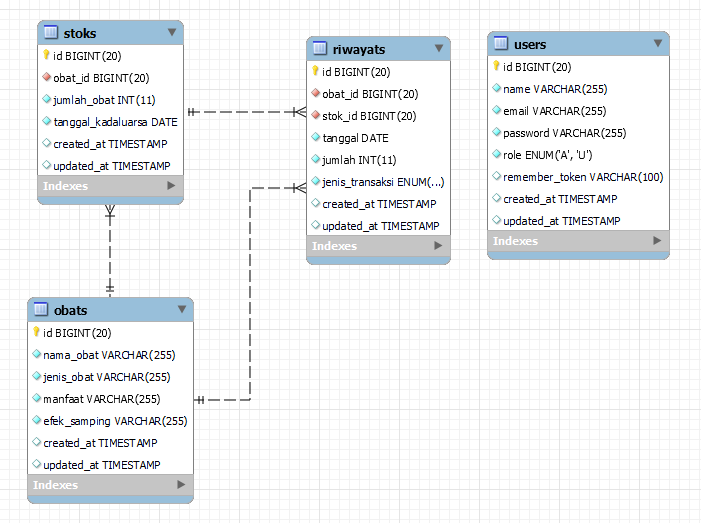 stoks
id BIGINT(20)
obat_id BIGINT(20)
jumlah_obat INT(11)
tanggal_kadaluarsa DATE
created_at TIMESTAMP
updated_at TIMESTAMP
Indexes
riwayats
id BIGINT(20)
obat_id BIGINT(20)
stok_id BIGINT(20)
tanggal DATE
jumlah INT(11)
jenis_transaksi ENUM(...)
created_at TIMESTAMP
updated_at TIMESTAMP
Indexes
users
id BIGINT(20)
name VARCHAR(255)
email VARCHAR(255)
password VARCHAR(255)
role ENUM('A', 'U')
remember_token VARCHAR(100)
created_at TIMESTAMP
updated_at TIMESTAMP
Indexes
obats
id BIGINT(20)
nama_obat VARCHAR(255)
jenis_obat VARCHAR(255)
manfaat VARCHAR(255)
efek_samping VARCHAR(255)
created_at TIMESTAMP
updated_at TIMESTAMP
Indexes